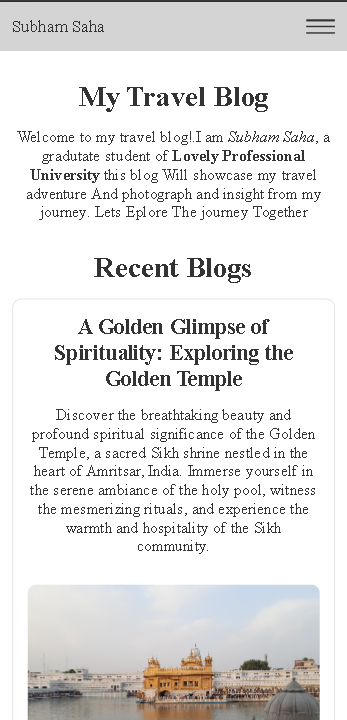 Subham Saha
My Travel Blog
Welcome to my travel blog!.I am Subham Saha, a
gradutate student of Lovely Professional
University this blog Will showcase my travel
adventure And photograph and insight from my
journey. Lets Eplore The journey Together
Recent Blogs
A Golden Glimpse of
Spirituality: Exploring the
Golden Temple
Discover the breathtaking beauty and
profound spiritual significance of the Golden
Temple, a sacred Sikh shrine nestled in the
heart of Amritsar, India. Immerse yourself in
the serene ambiance of the holy pool, witness
the mesmerizing rituals, and experience the
warmth and hospitality of the Sikh
community.